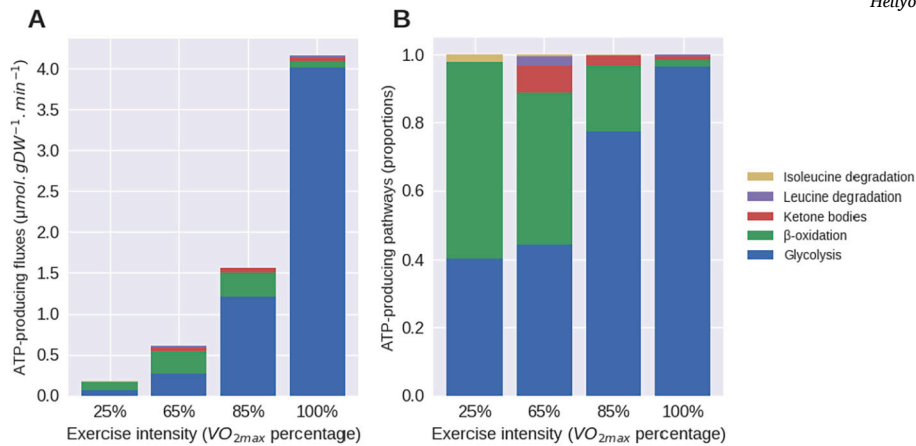 Heliyo
A
B
ATP-producing fluxes (μmol. gDW⁻¹. min⁻¹)
4.0
3.5
3.0
2.5
2.0
1.5
1.0
0.5
0.0
25% 65% 85% 100%
Exercise intensity (VO₂max percentage)
ATP-producing pathways (proportions)
1.0
0.8
0.6
0.4
0.2
0.0
25% 65% 85% 100%
Exercise intensity (VO₂max percentage)
Isoleucine degradation
Leucine degradation
Ketone bodies
β-oxidation
Glycolysis